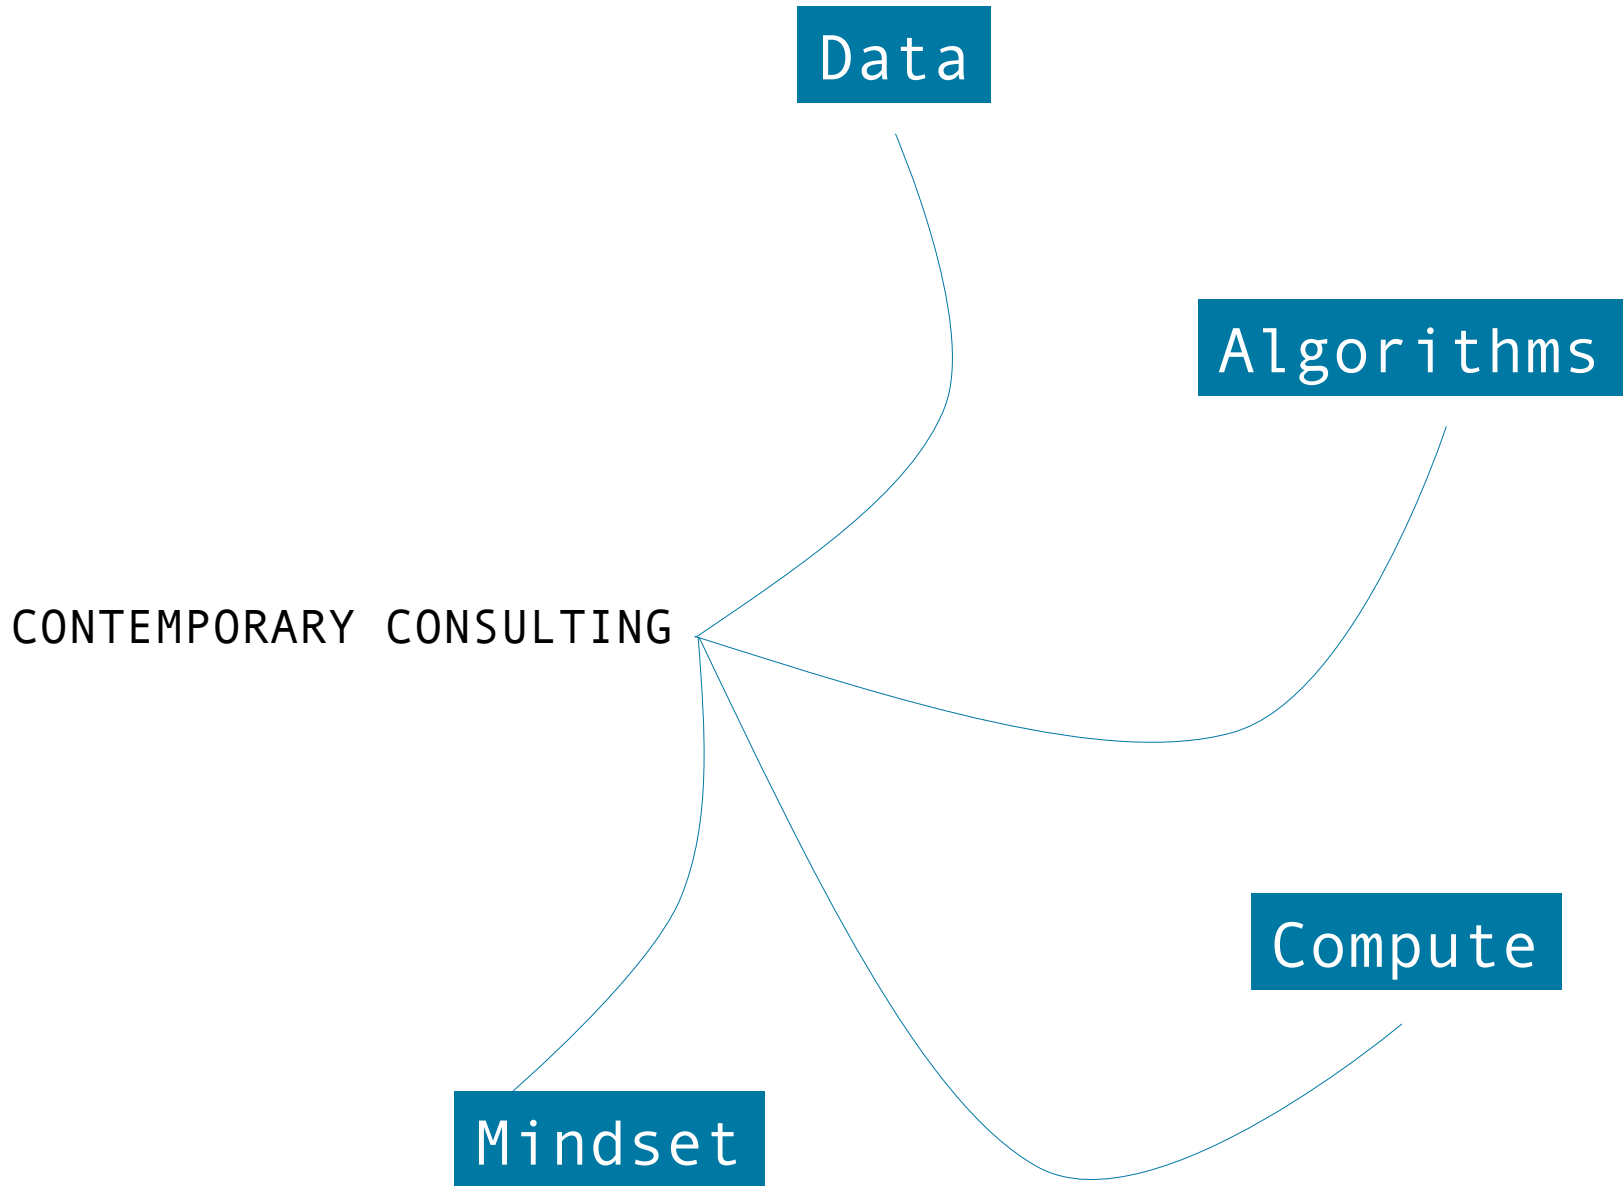 Data
Algorithms
CONTEMPORARY CONSULTING
Compute
Mindset